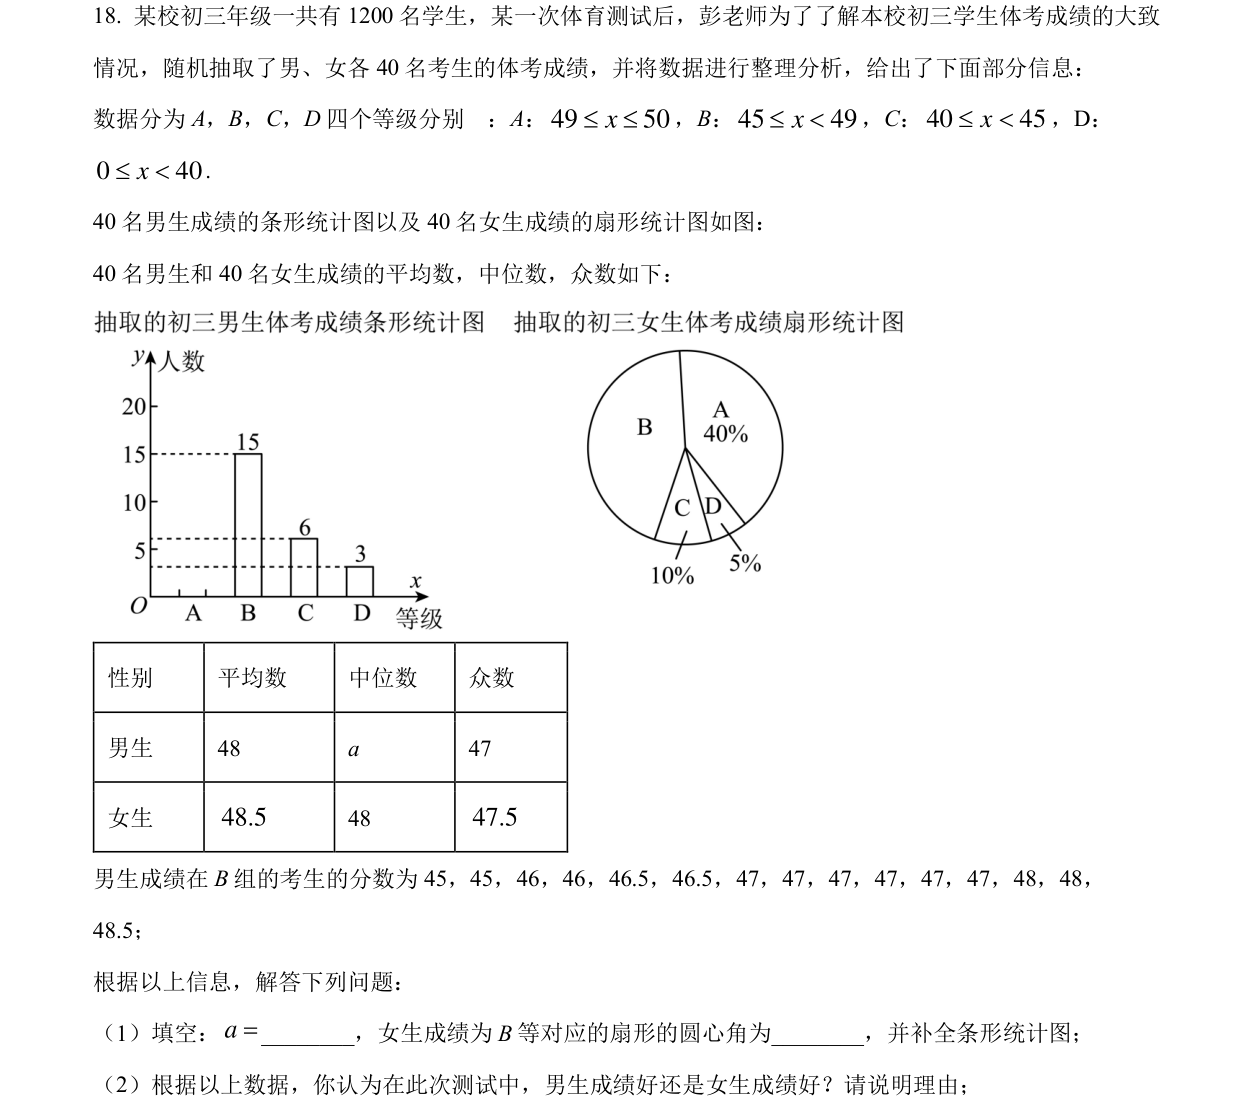 18. 某校初三年级一共有 1200 名学生，某一次体育测试后，彭老师为了了解本校初三学生体考成绩的大致
情况，随机抽取了男、女各 40 名考生的体考成绩，并将数据进行整理分析，给出了下面部分信息：
数据分为 A，B，C，D 四个等级分别 ：A：49≤x≤50，B：45≤x<49，C：40≤x<45，D：
0≤x<40.
40 名男生成绩的条形统计图以及 40 名女生成绩的扇形统计图如图：
40 名男生和 40 名女生成绩的平均数，中位数，众数如下：
抽取的初三男生体考成绩条形统计图 抽取的初三女生体考成绩扇形统计图
y 人数
20
15
10
5
O
15
6
3
A B C D
x
等级
B
A
40%
C
D
10%
5%
性别 平均数 中位数 众数
男生 48 a 47
女生 48.5 48 47.5
男生成绩在 B 组的考生的分数为 45，45，46，46，46.5，46.5，47，47，47，47，47，47，48，48，
48.5；
根据以上信息，解答下列问题：
（1）填空：a =________，女生成绩为 B 等对应的扇形的圆心角为________，并补全条形统计图；
（2）根据以上数据，你认为在此次测试中，男生成绩好还是女生成绩好？请说明理由；